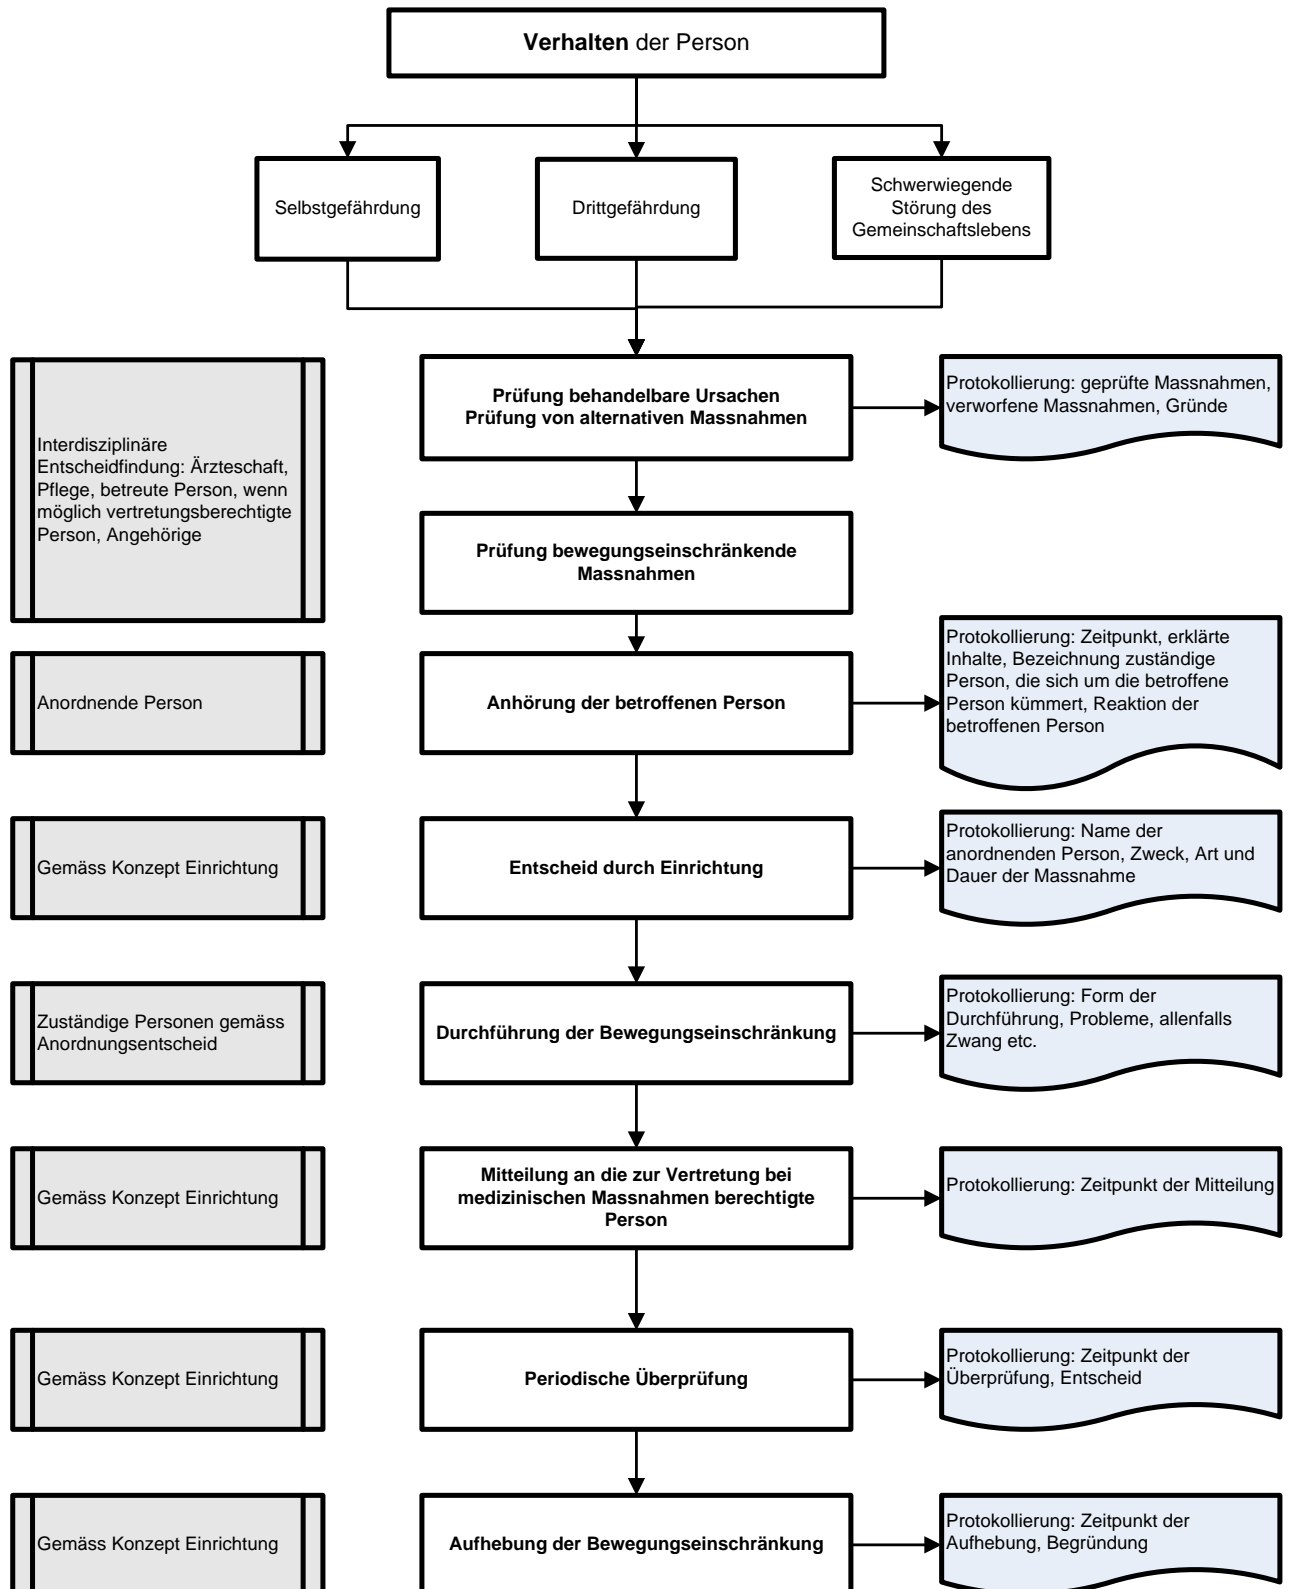 Verhalten der Person
Selbstgefährdung
Drittgefährdung
Schwerwiegende
Störung des
Gemeinschaftslebens
Interdisziplinäre
Entscheidfindung: Ärzteschaft,
Pflege, betreute Person, wenn
möglich vertretungsberechtigte
Person, Angehörige
Prüfung behandelbare Ursachen
Prüfung von alternativen Massnahmen
Protokollierung: geprüfte Massnahmen,
verworfene Massnahmen, Gründe
Prüfung bewegungseinschränkende
Massnahmen
Anordnende Person
Anhörung der betroffenen Person
Protokollierung: Zeitpunkt, erklärte
Inhalte, Bezeichnung zuständige
Person, die sich um die betroffene
Person kümmert, Reaktion der
betroffenen Person
Gemäss Konzept Einrichtung
Entscheid durch Einrichtung
Protokollierung: Name der
anordnenden Person, Zweck, Art und
Dauer der Massnahme
Zuständige Personen gemäss
Anordnungsentscheid
Durchführung der Bewegungseinschränkung
Protokollierung: Form der
Durchführung, Probleme, allenfalls
Zwang etc.
Gemäss Konzept Einrichtung
Mitteilung an die zur Vertretung bei
medizinischen Massnahmen berechtigte
Person
Protokollierung: Zeitpunkt der Mitteilung
Gemäss Konzept Einrichtung
Periodische Überprüfung
Protokollierung: Zeitpunkt der
Überprüfung, Entscheid
Gemäss Konzept Einrichtung
Aufhebung der Bewegungseinschränkung
Protokollierung: Zeitpunkt der
Aufhebung, Begründung